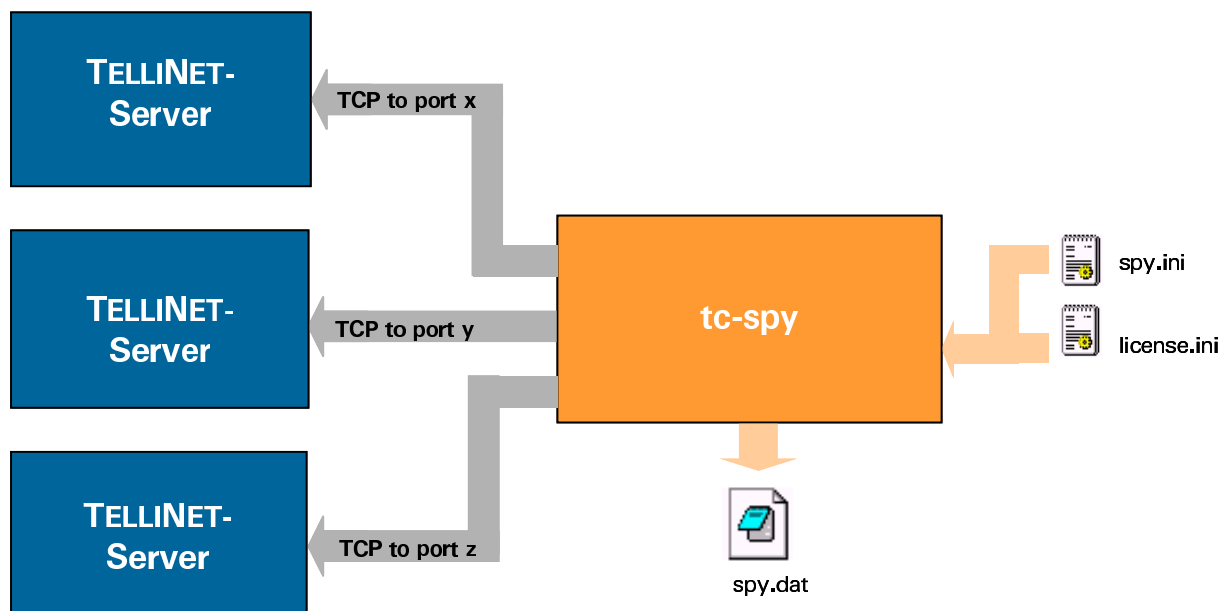 TELLINET-
Server
TCP to port x
TELLINET-
Server
TCP to port y
TELLINET-
Server
TCP to port z
tc-spy
spy.ini
license.ini
spy.dat